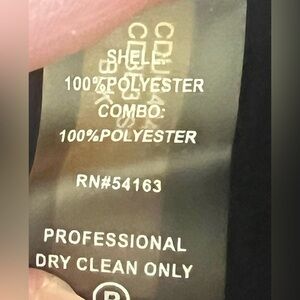 SHELL:
100%POLYESTER
COMBO:
100%POLYESTER
RN#54163
PROFESSIONAL
DRY CLEAN ONLY
P